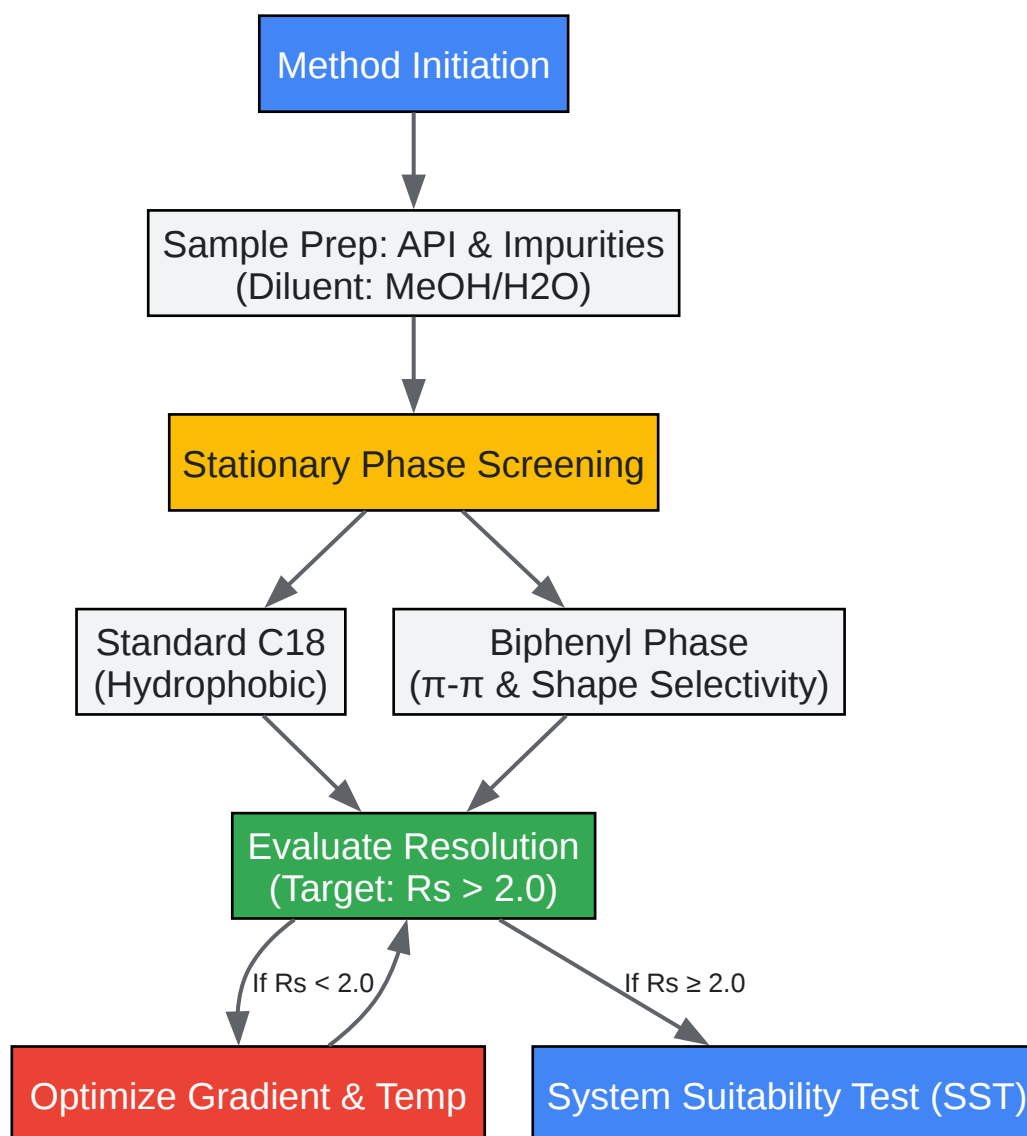 Method Initiation
Sample Prep: API & Impurities
(Diluent: MeOH/H2O)
Stationary Phase Screening
Standard C18
(Hydrophobic)
Biphenyl Phase
(π-π & Shape Selectivity)
Evaluate Resolution
(Target: Rs > 2.0)
If Rs < 2.0
If Rs ≥ 2.0
Optimize Gradient & Temp
System Suitability Test (SST)